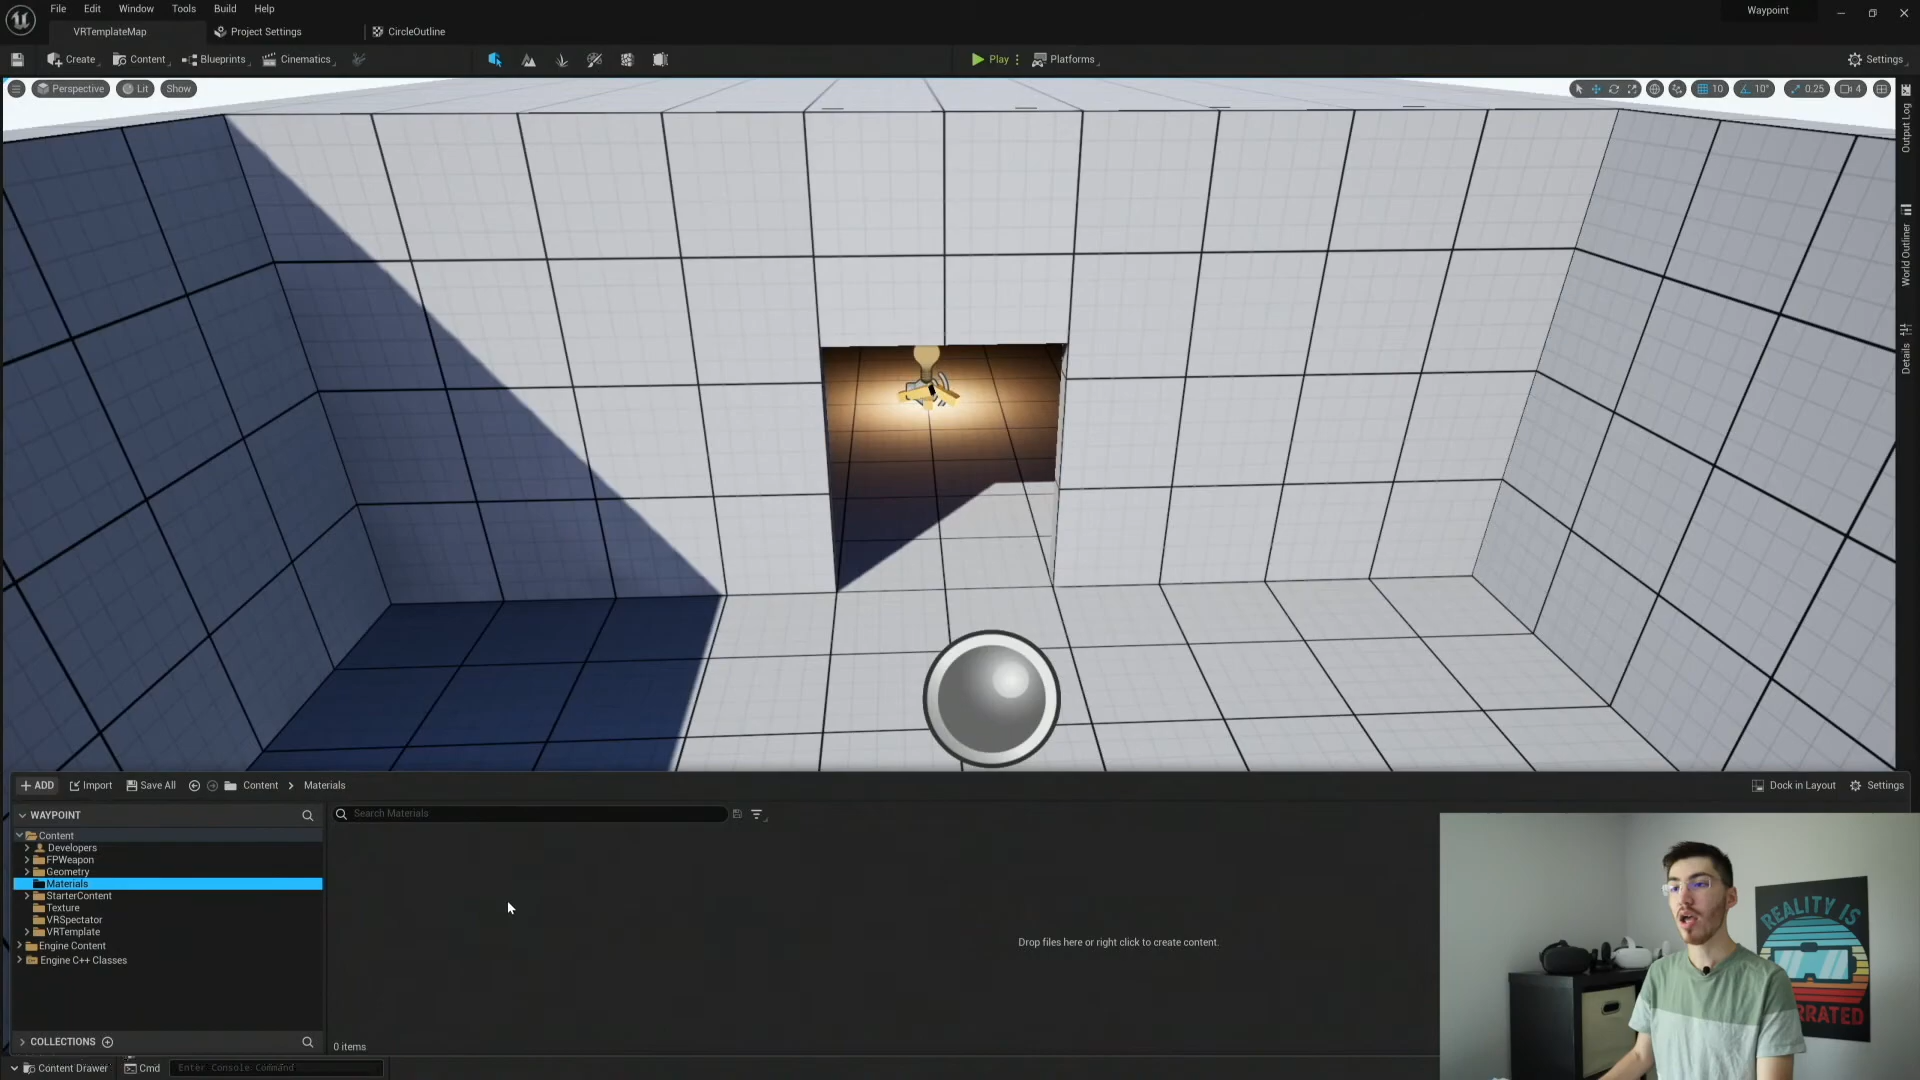 File Edit Window Tools Build Help
Waypoint
VRTemplateMap
Project Settings
CircleOutline
Create
Content
Blueprints
Cinematics
Play
Platforms
Settings
Perspective
Lit
Show
10
10°
0.25
4
Output Log
World Outliner
Details
+ ADD
Import
Save All
Content
Materials
Dock in Layout
Settings
WAYPOINT
Search Materials
Content
Developers
FPWeapon
Geometry
Materials
StarterContent
Texture
VRSpectator
VRTemplate
Engine Content
Engine C++ Classes
Drop files here or right click to create content.
REALITY IS
RRATED
COLLECTIONS
0 items
Content Drawer
Cmd
Enter Console Command